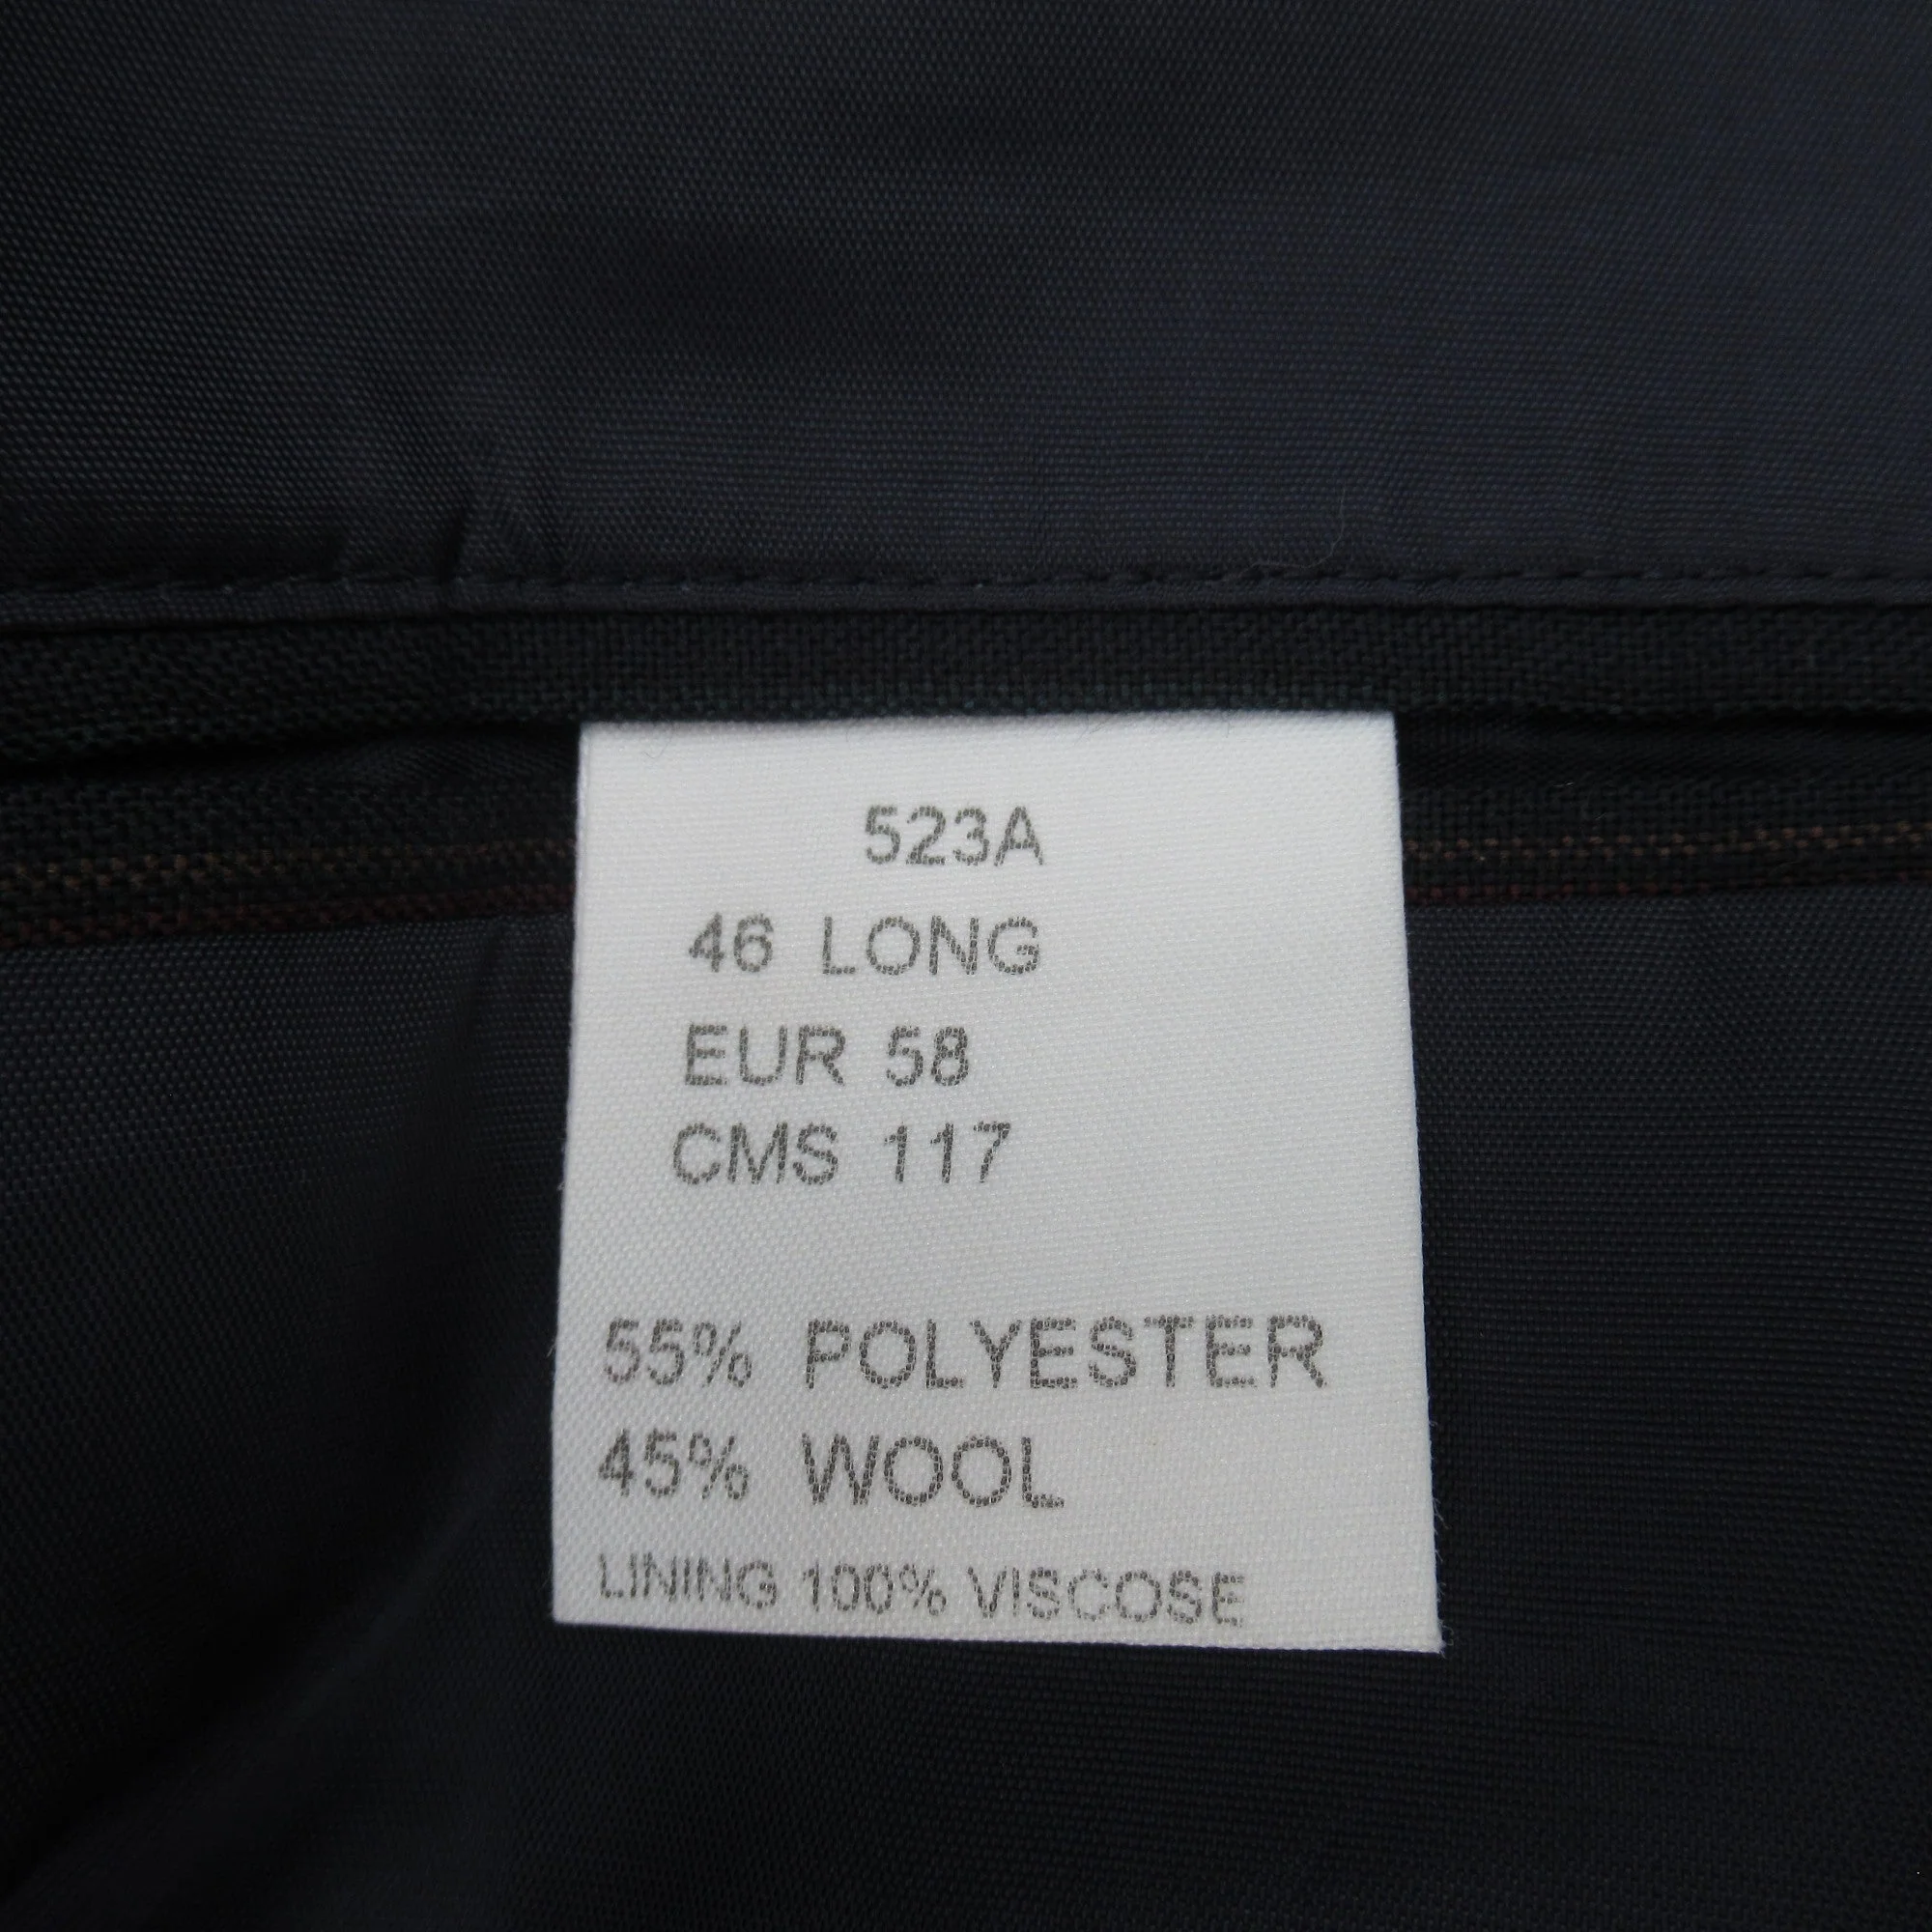 523A
46 LONG
EUR 58
CMS 117
55% POLYESTER
45% WOOL
LINING 100% VISCOSE